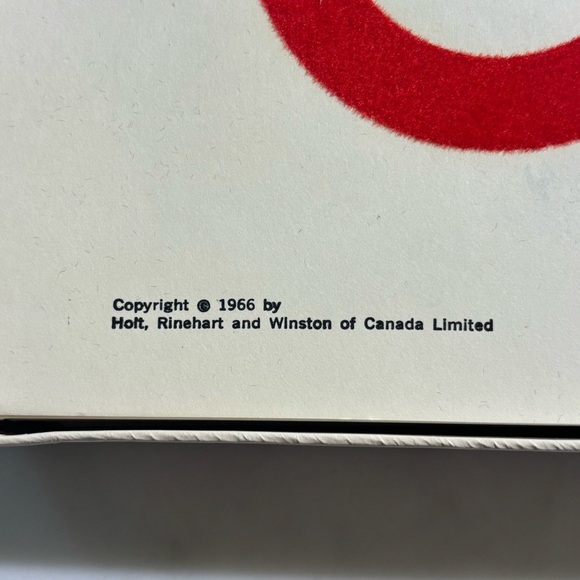 Copyright © 1966 by
Holt, Rinehart and Winston of Canada Limited